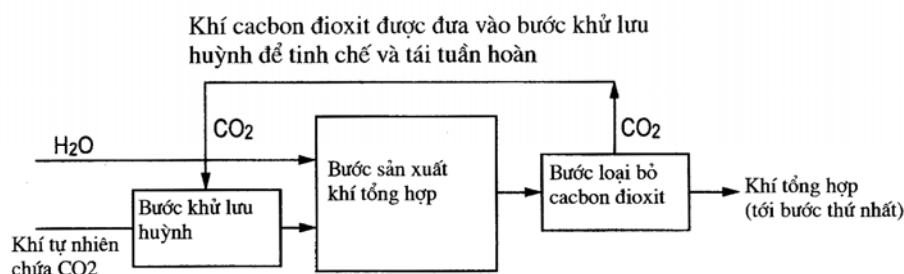 Khí cacbon đioxit được đưa vào bước khử lưu
huỳnh để tinh chế và tái tuần hoàn
CO2
CO2
H2O
Bước sản xuất
khí tổng hợp
Bước loại bỏ
cacbon đioxit
Khí tổng hợp
(tới bước thứ nhất)
Bước khử lưu
huỳnh
Khí tự nhiên
chứa CO2